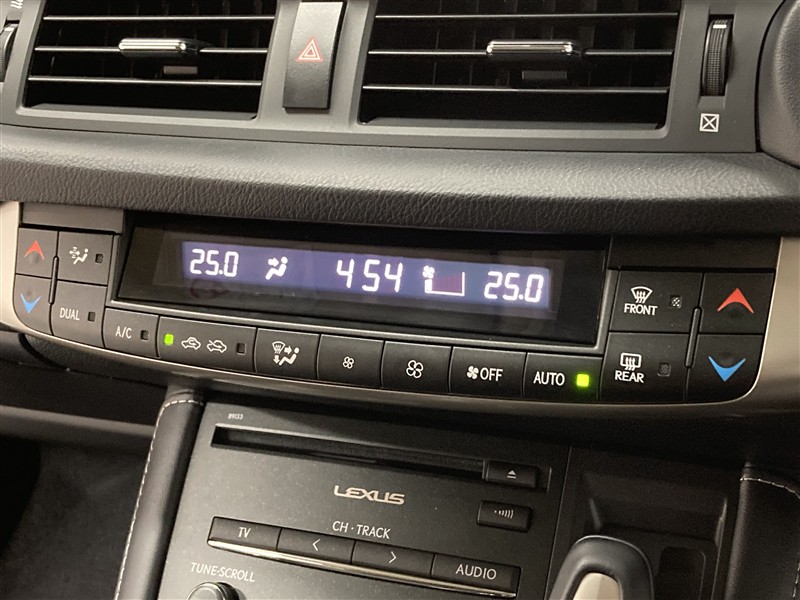 25.0 454 25.0
DUAL
A/C
OFF
AUTO
FRONT
REAR
LEXUS
CH・TRACK
TV
AUDIO
TUNE・SCROLL